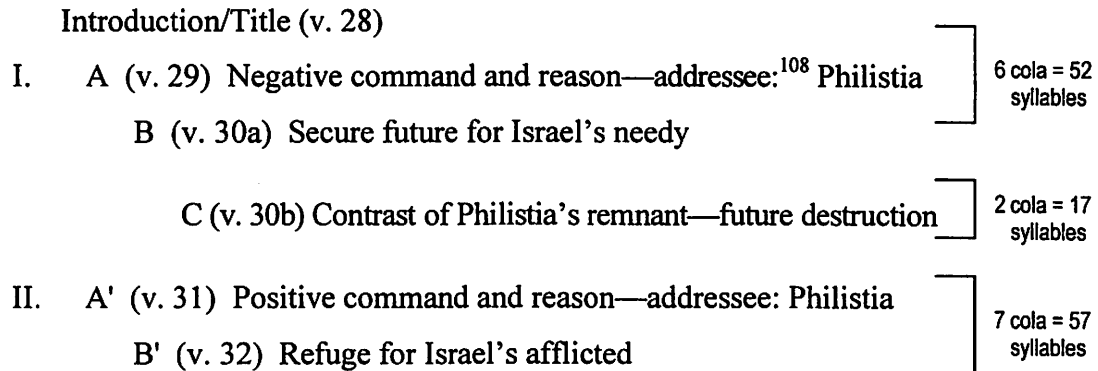 Introduction/Title (v. 28)
I. A (v. 29) Negative command and reason—addressee:108 Philistia
B (v. 30a) Secure future for Israel's needy
6 cola = 52
syllables
C (v. 30b) Contrast of Philistia's remnant—future destruction
2 cola = 17
syllables
II. A' (v. 31) Positive command and reason—addressee: Philistia
B' (v. 32) Refuge for Israel's afflicted
7 cola = 57
syllables